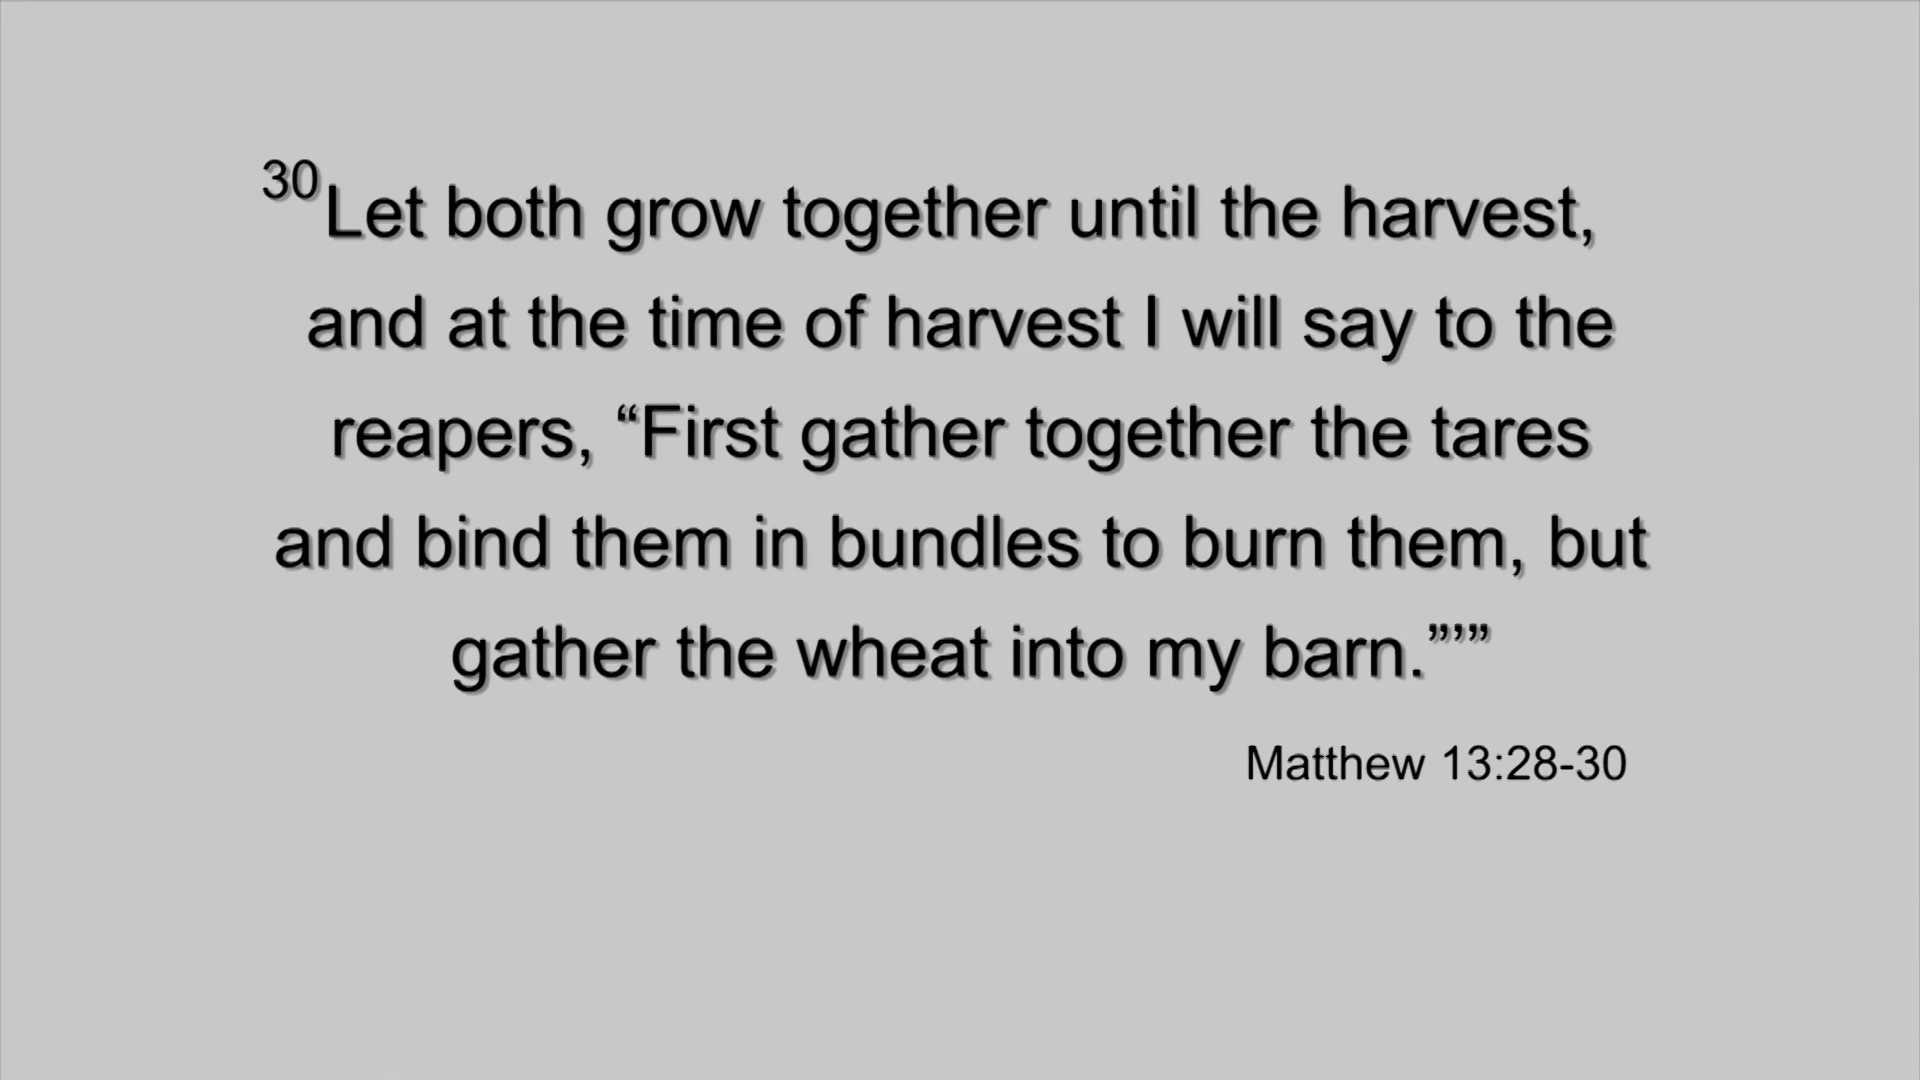 30Let both grow together until the harvest,
and at the time of harvest I will say to the
reapers, “First gather together the tares
and bind them in bundles to burn them, but
gather the wheat into my barn.”’”
Matthew 13:28-30